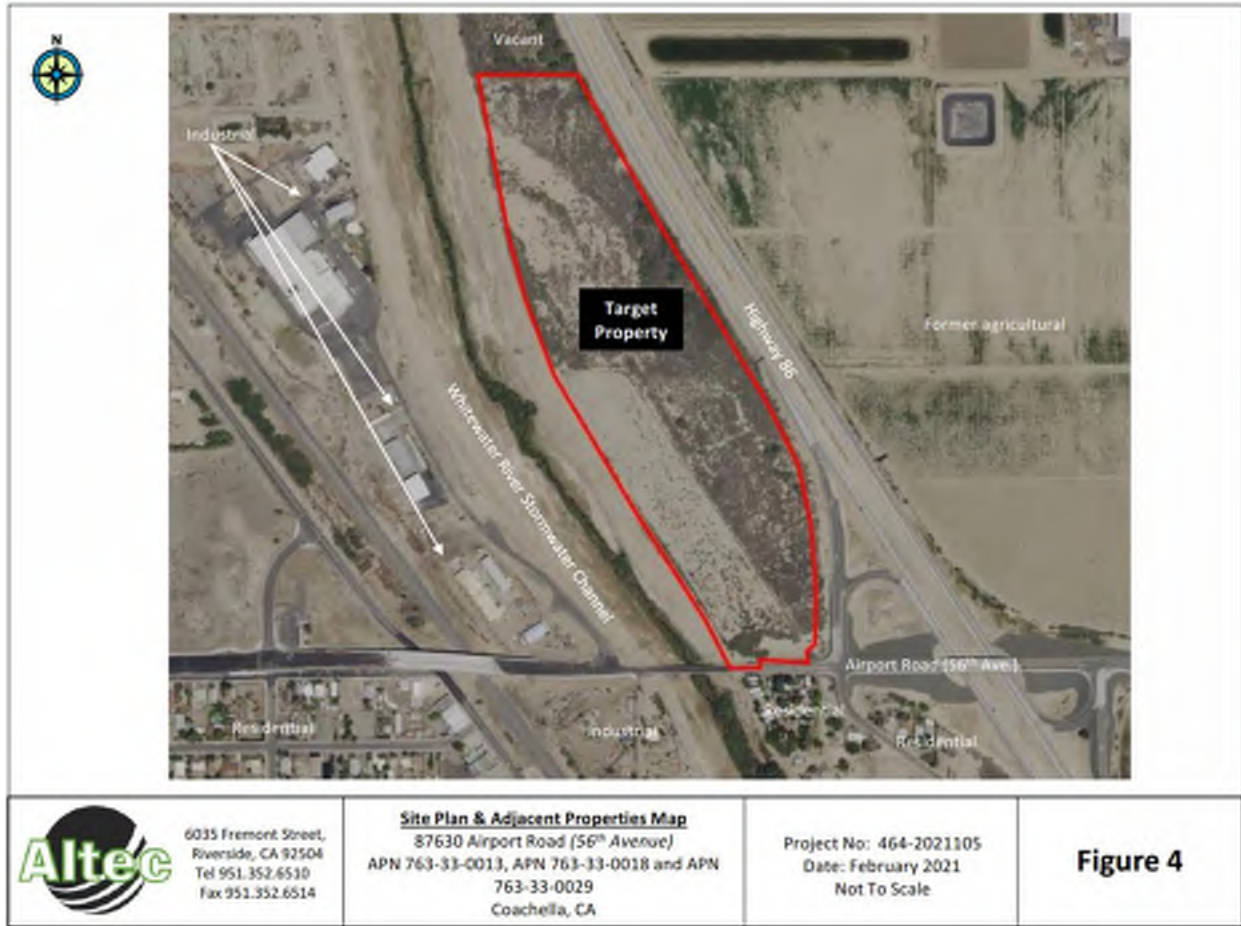 N
Vacant
Industrial
Target
Property
Highway 86
Former agricultural
Whitewater River Stormwater Channel
Airport Road (56th Ave.)
Residential
Industrial
Residential
Residential
Altec
6035 Fremont Street,
Riverside, CA 92504
Tel 951.352.6510
Fax 951.352.6514
Site Plan & Adjacent Properties Map
87630 Airport Road (56th Avenue)
APN 763-33-0013, APN 763-33-0018 and APN
763-33-0029
Coachella, CA
Project No: 464-2021105
Date: February 2021
Not To Scale
Figure 4